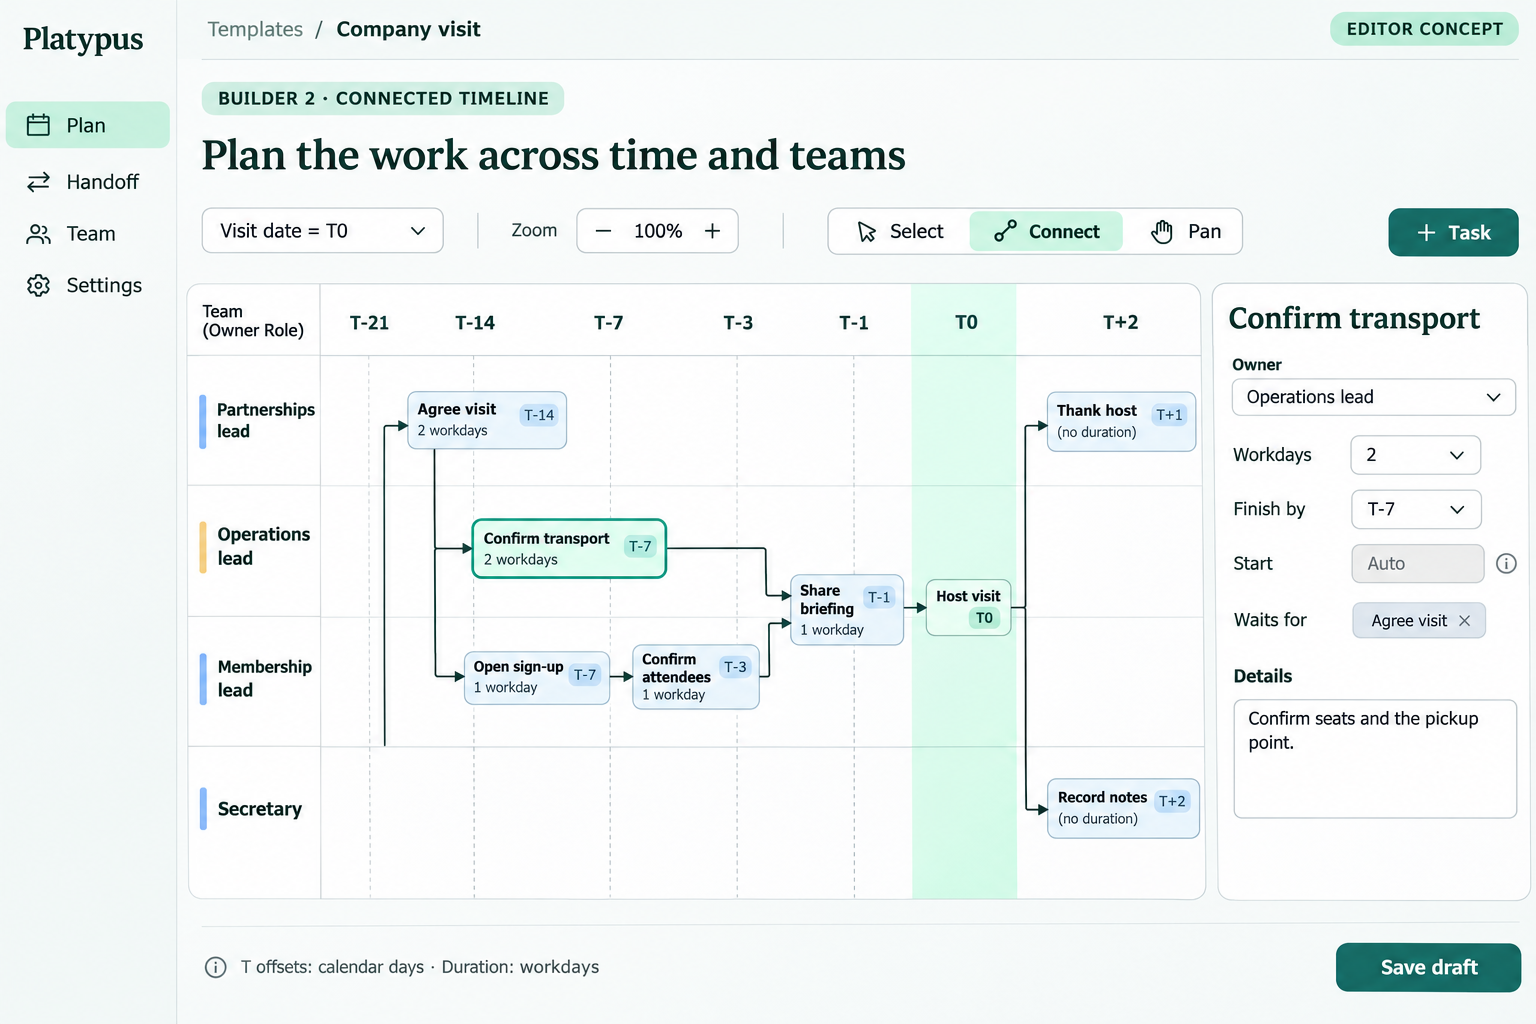 Platypus
Plan
Handoff
Team
Settings
Templates / Company visit
EDITOR CONCEPT
BUILDER 2 · CONNECTED TIMELINE
Plan the work across time and teams
Visit date = T0
Zoom
− 100% +
Select
Connect
Pan
+ Task
Team
(Owner Role)
T-21
T-14
T-7
T-3
T-1
T0
T+2
Partnerships
lead
Agree visit
T-14
2 workdays
Thank host
T+1
(no duration)
Operations
lead
Confirm transport
T-7
2 workdays
Share
briefing
T-1
1 workday
Host visit
T0
Membership
lead
Open sign-up
T-7
1 workday
Confirm
attendees
T-3
1 workday
Secretary
Record notes
T+2
(no duration)
Confirm transport
Owner
Operations lead
Workdays
2
Finish by
T-7
Start
Auto
Waits for
Agree visit ×
Details
Confirm seats and the pickup
point.
T offsets: calendar days · Duration: workdays
Save draft